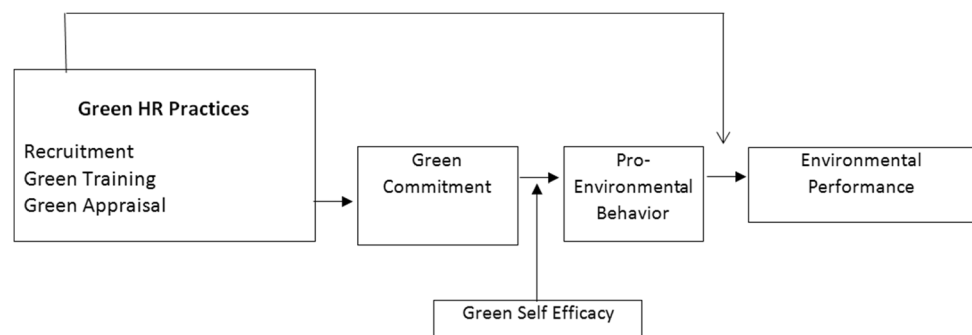 Green HR Practices
Recruitment
Green Training
Green Appraisal
Green
Commitment
Pro-
Environmental
Behavior
Environmental
Performance
Green Self Efficacy